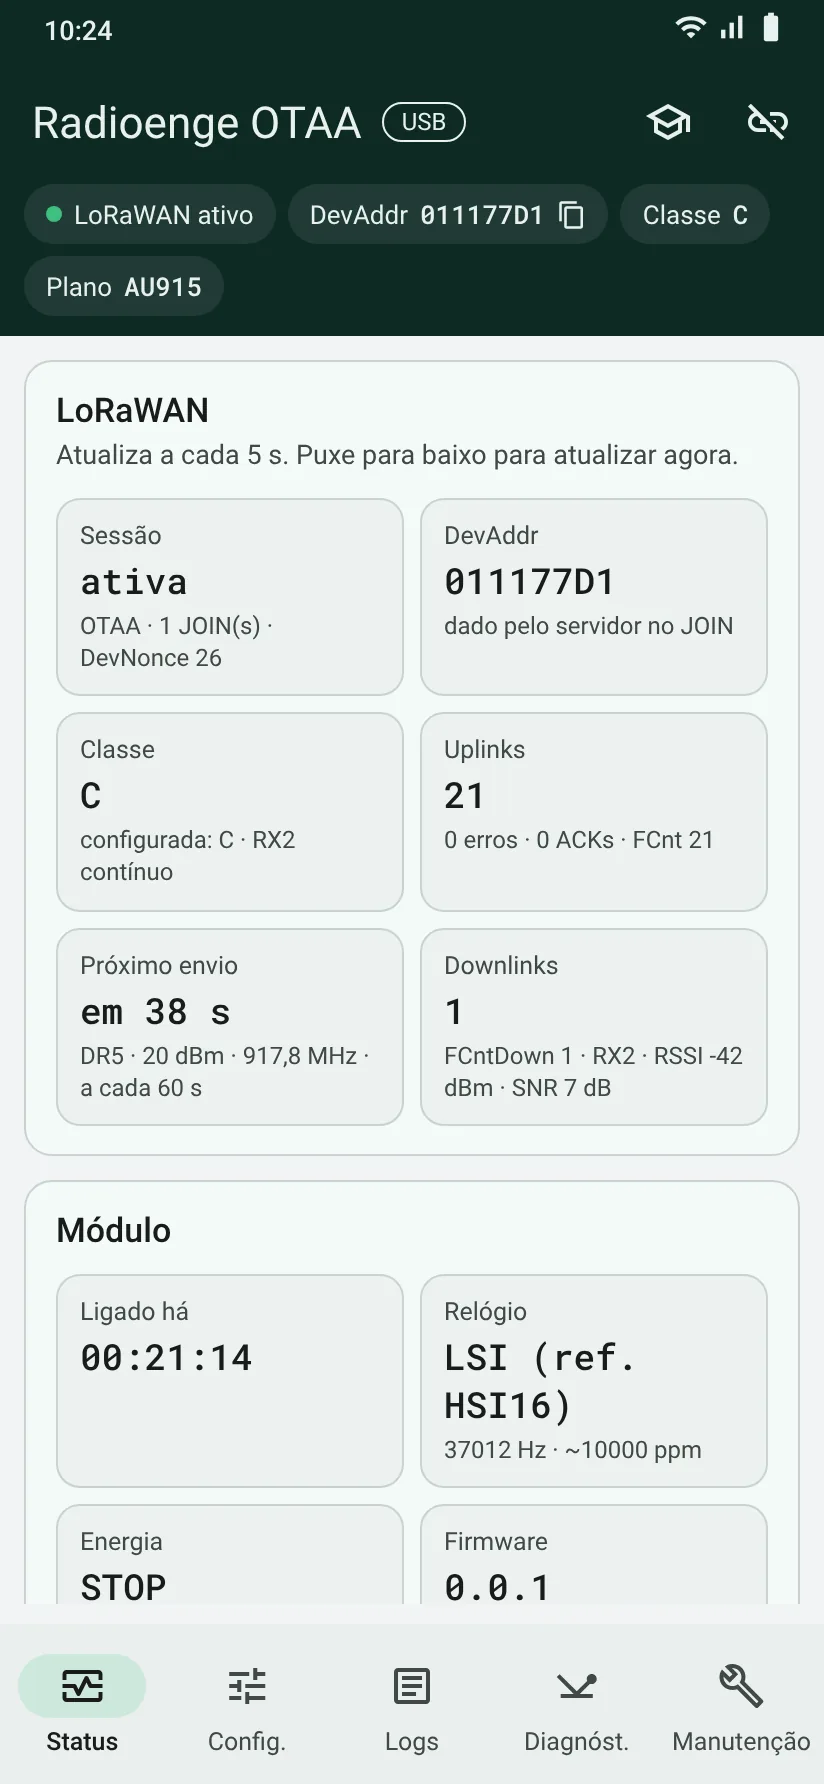 10:24
Radioenge OTAA USB
LoRaWAN ativo
DevAddr 011177D1
Classe C
Plano AU915
LoRaWAN
Atualiza a cada 5 s. Puxe para baixo para atualizar agora.
Sessão
ativa
OTAA · 1 JOIN(s) ·
DevNonce 26
DevAddr
011177D1
dado pelo servidor no JOIN
Classe
C
configurada: C · RX2
contínuo
Uplinks
21
0 erros · 0 ACKs · FCnt 21
Próximo envio
em 38 s
DR5 · 20 dBm · 917,8 MHz ·
a cada 60 s
Downlinks
1
FCntDown 1 · RX2 · RSSI -42
dBm · SNR 7 dB
Módulo
Ligado há
00:21:14
Relógio
LSI (ref.
HSI16)
37012 Hz · ~10000 ppm
Energia
STOP
Firmware
0.0.1
Status
Config.
Logs
Diagnóst.
Manutenção